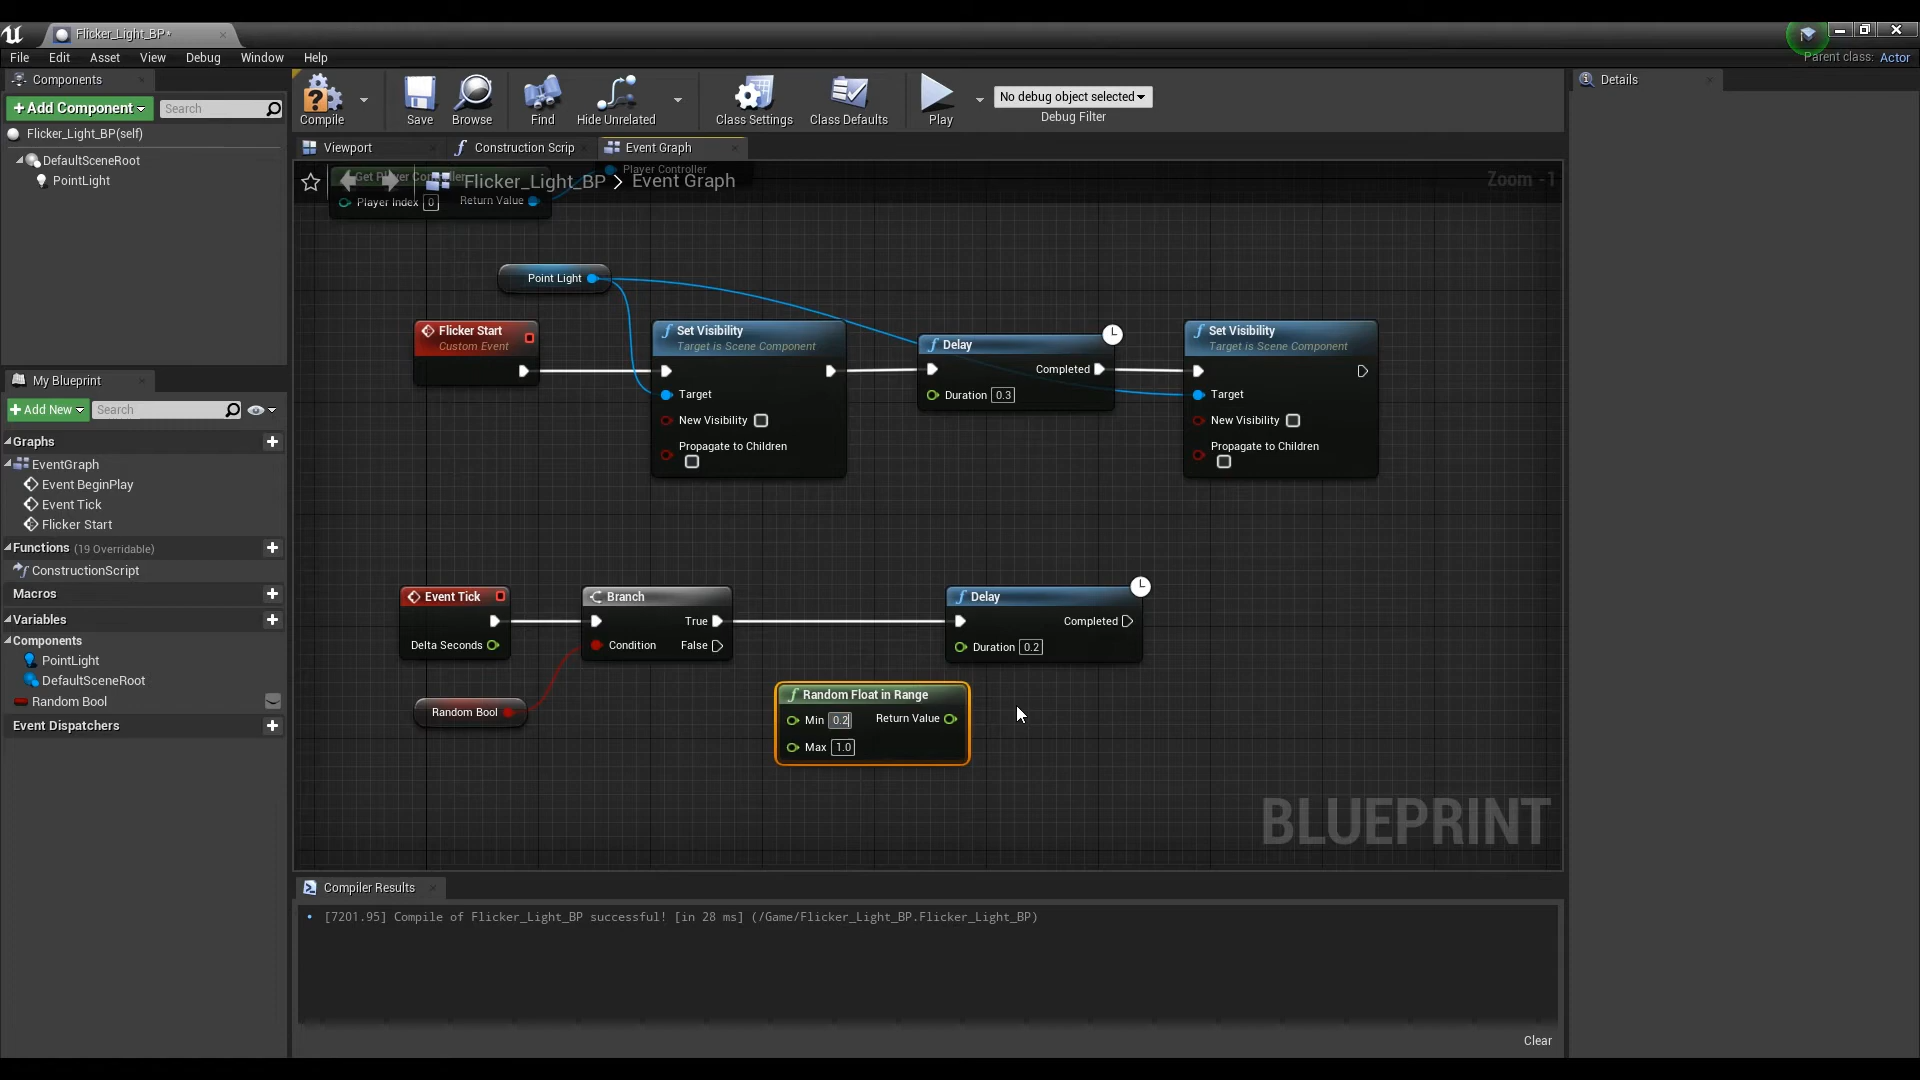 Flicker_Light_BP*
File Edit Asset View Debug Window Help
Parent class: Actor
Components
+Add Component
Search
Flicker_Light_BP(self)
DefaultSceneRoot
PointLight
Compile
Save
Browse
Find
Hide Unrelated
Class Settings
Class Defaults
Play
No debug object selected
Debug Filter
Details
Viewport
Construction Scrip
Event Graph
Get Player Controller
Player Controller
Flicker_Light_BP > Event Graph
Zoom -1
Player Index 0 Return Value
Point Light
Flicker Start
Custom Event
Set Visibility
Target is Scene Component
Target
New Visibility
Propagate to Children
Delay
Completed
Duration 0.3
Set Visibility
Target is Scene Component
Target
New Visibility
Propagate to Children
My Blueprint
+Add New
Search
Graphs
EventGraph
Event BeginPlay
Event Tick
Flicker Start
Functions (19 Overridable)
ConstructionScript
Macros
Variables
Components
PointLight
DefaultSceneRoot
Random Bool
Event Dispatchers
Event Tick
Delta Seconds
Branch
True
Condition False
Random Bool
Delay
Completed
Duration 0.2
Random Float in Range
Min 0.2 Return Value
Max 1.0
BLUEPRINT
Compiler Results
[7201.95] Compile of Flicker_Light_BP successful! [in 28 ms] (/Game/Flicker_Light_BP.Flicker_Light_BP)
Clear